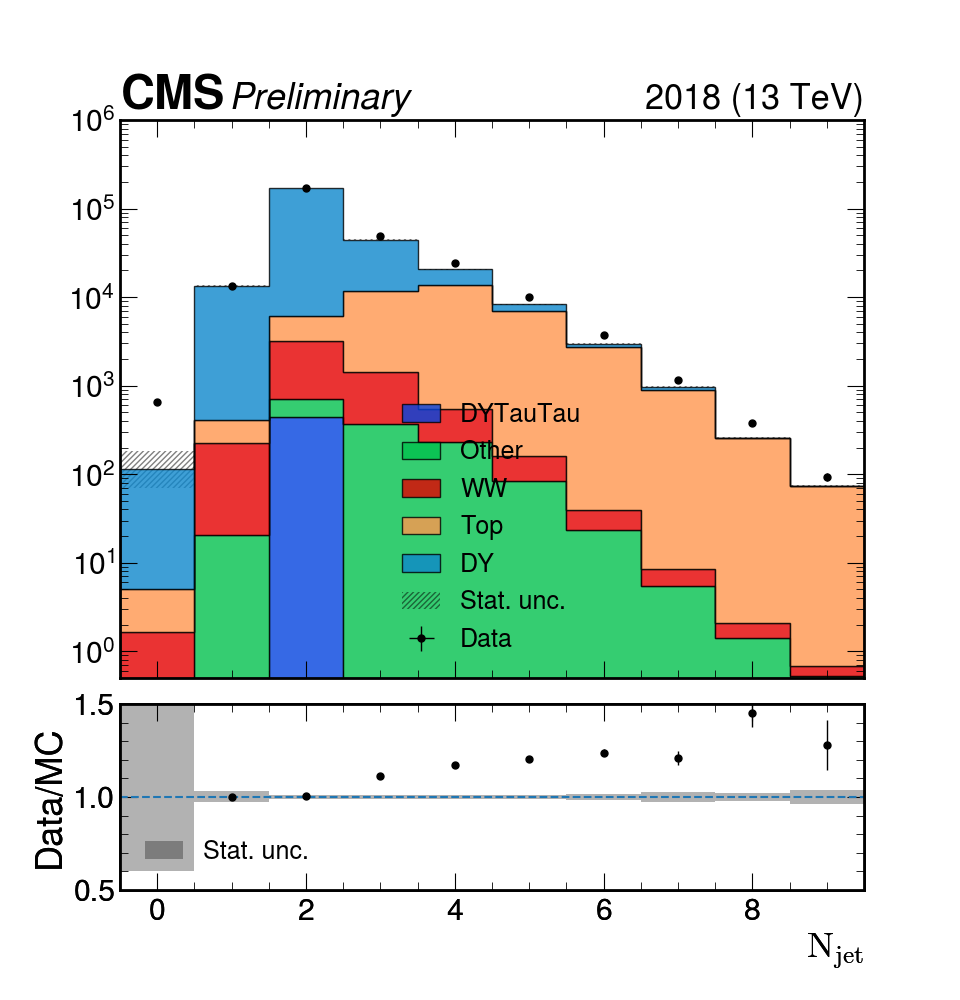 CMS Preliminary 2018 (13 TeV)
10^6
10^5
10^4
10^3
10^2
10^1
10^0
DYTauTau
Other
WW
Top
DY
Stat. unc.
Data
Data/MC
1.5
1.0
0.5
Stat. unc.
0 2 4 6 8
N_jet